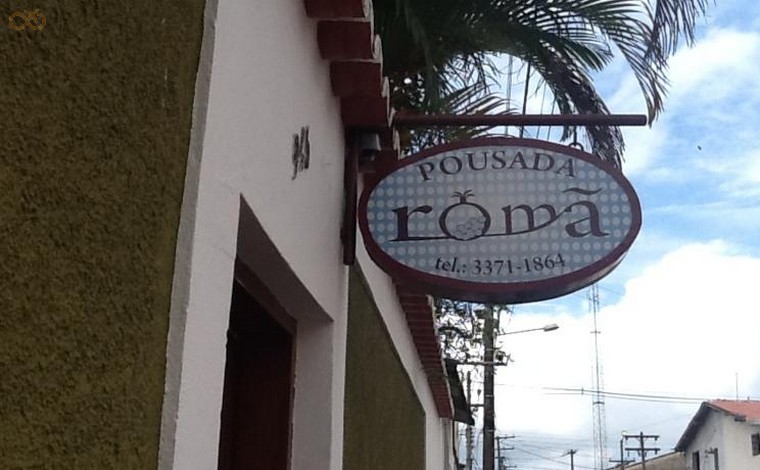 POUSADA
romã
tel.: 3371-1864